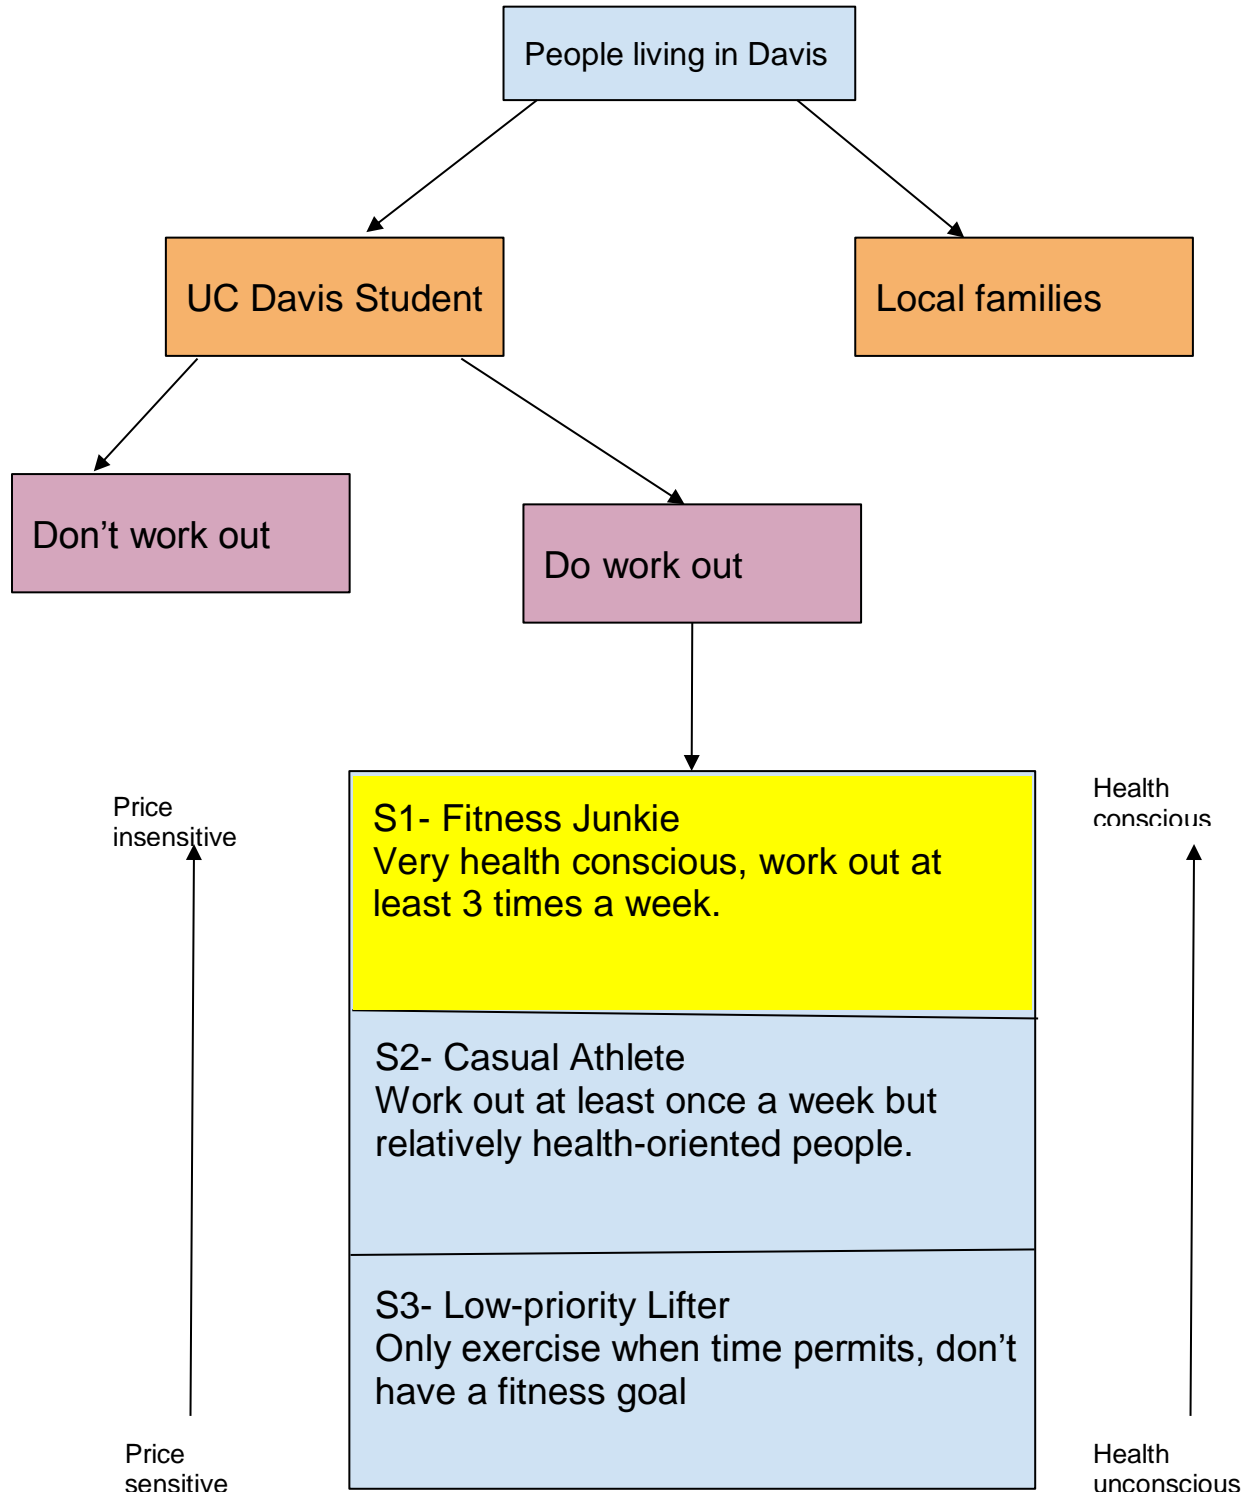 People living in Davis
UC Davis Student
Local families
Don’t work out
Do work out
Price
insensitive
Health
conscious
S1- Fitness Junkie
Very health conscious, work out at
least 3 times a week.
S2- Casual Athlete
Work out at least once a week but
relatively health-oriented people.
S3- Low-priority Lifter
Only exercise when time permits, don’t
have a fitness goal
Price
sensitive
Health
unconscious